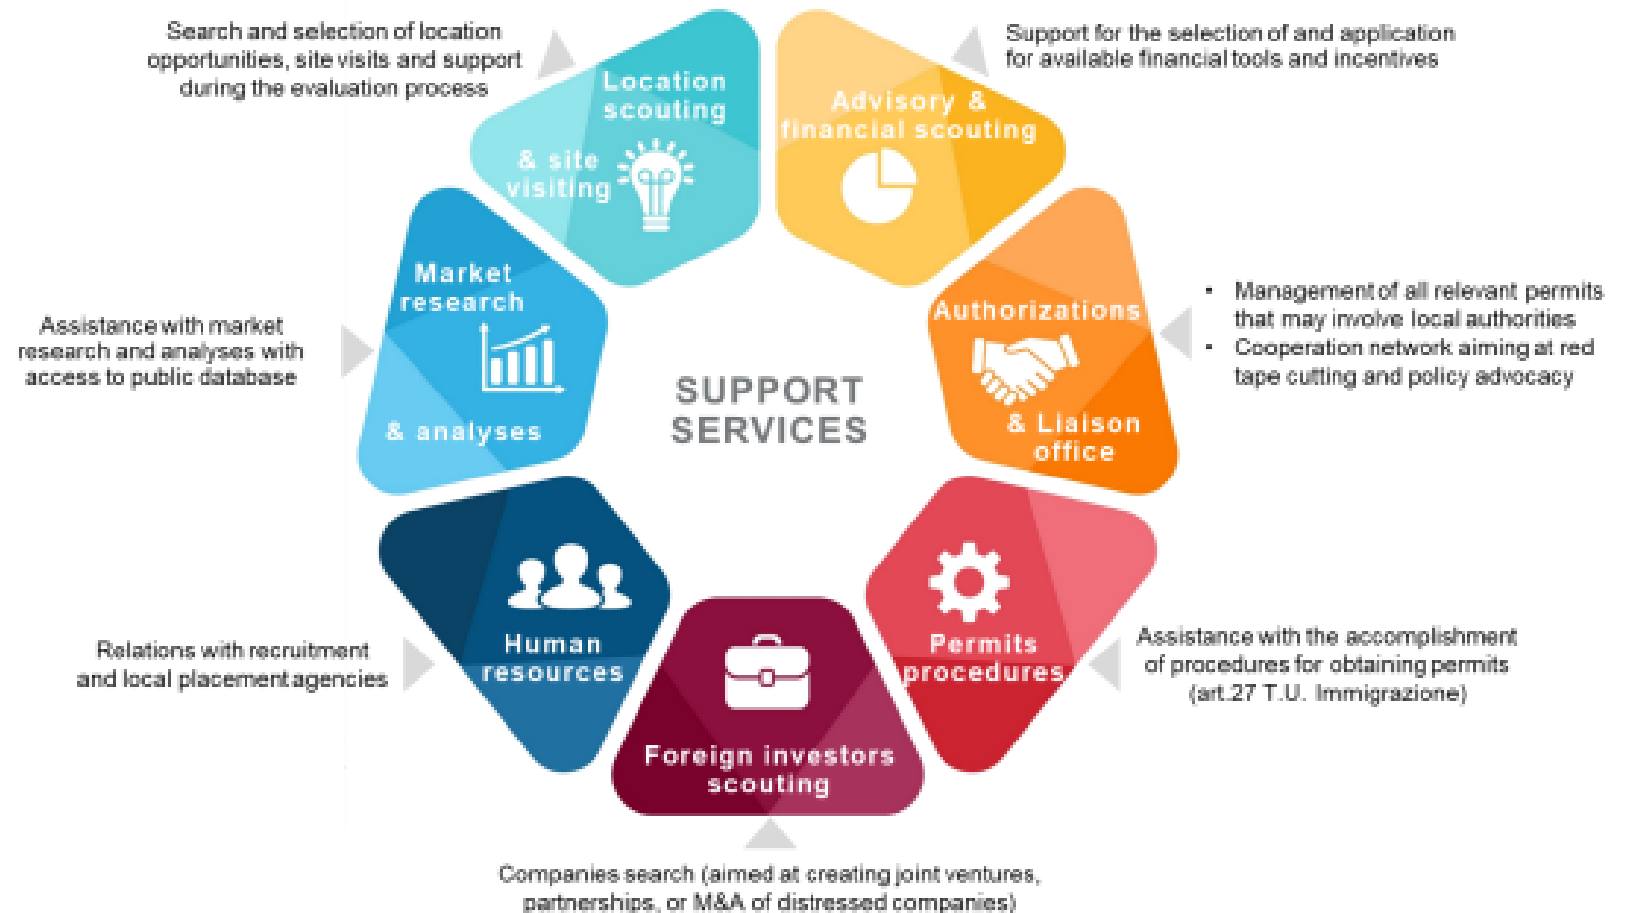 Search and selection of location
opportunities, site visits and support
during the evaluation process
Location
scouting
& site
visiting
Support for the selection of and application
for available financial tools and incentives
Advisory &
financial scouting
Market
research
& analyses
Assistance with market
research and analyses with
access to public database
SUPPORT
SERVICES
Authorizations
& Liaison
office
• Management of all relevant permits
that may involve local authorities
• Cooperation network aiming at red
tape cutting and policy advocacy
Human
resources
Relations with recruitment
and local placement agencies
Permits
procedures
Assistance with the accomplishment
of procedures for obtaining permits
(art.27 T.U. Immigrazione)
Foreign investors
scouting
Companies search (aimed at creating joint ventures,
partnerships, or M&A of distressed companies)